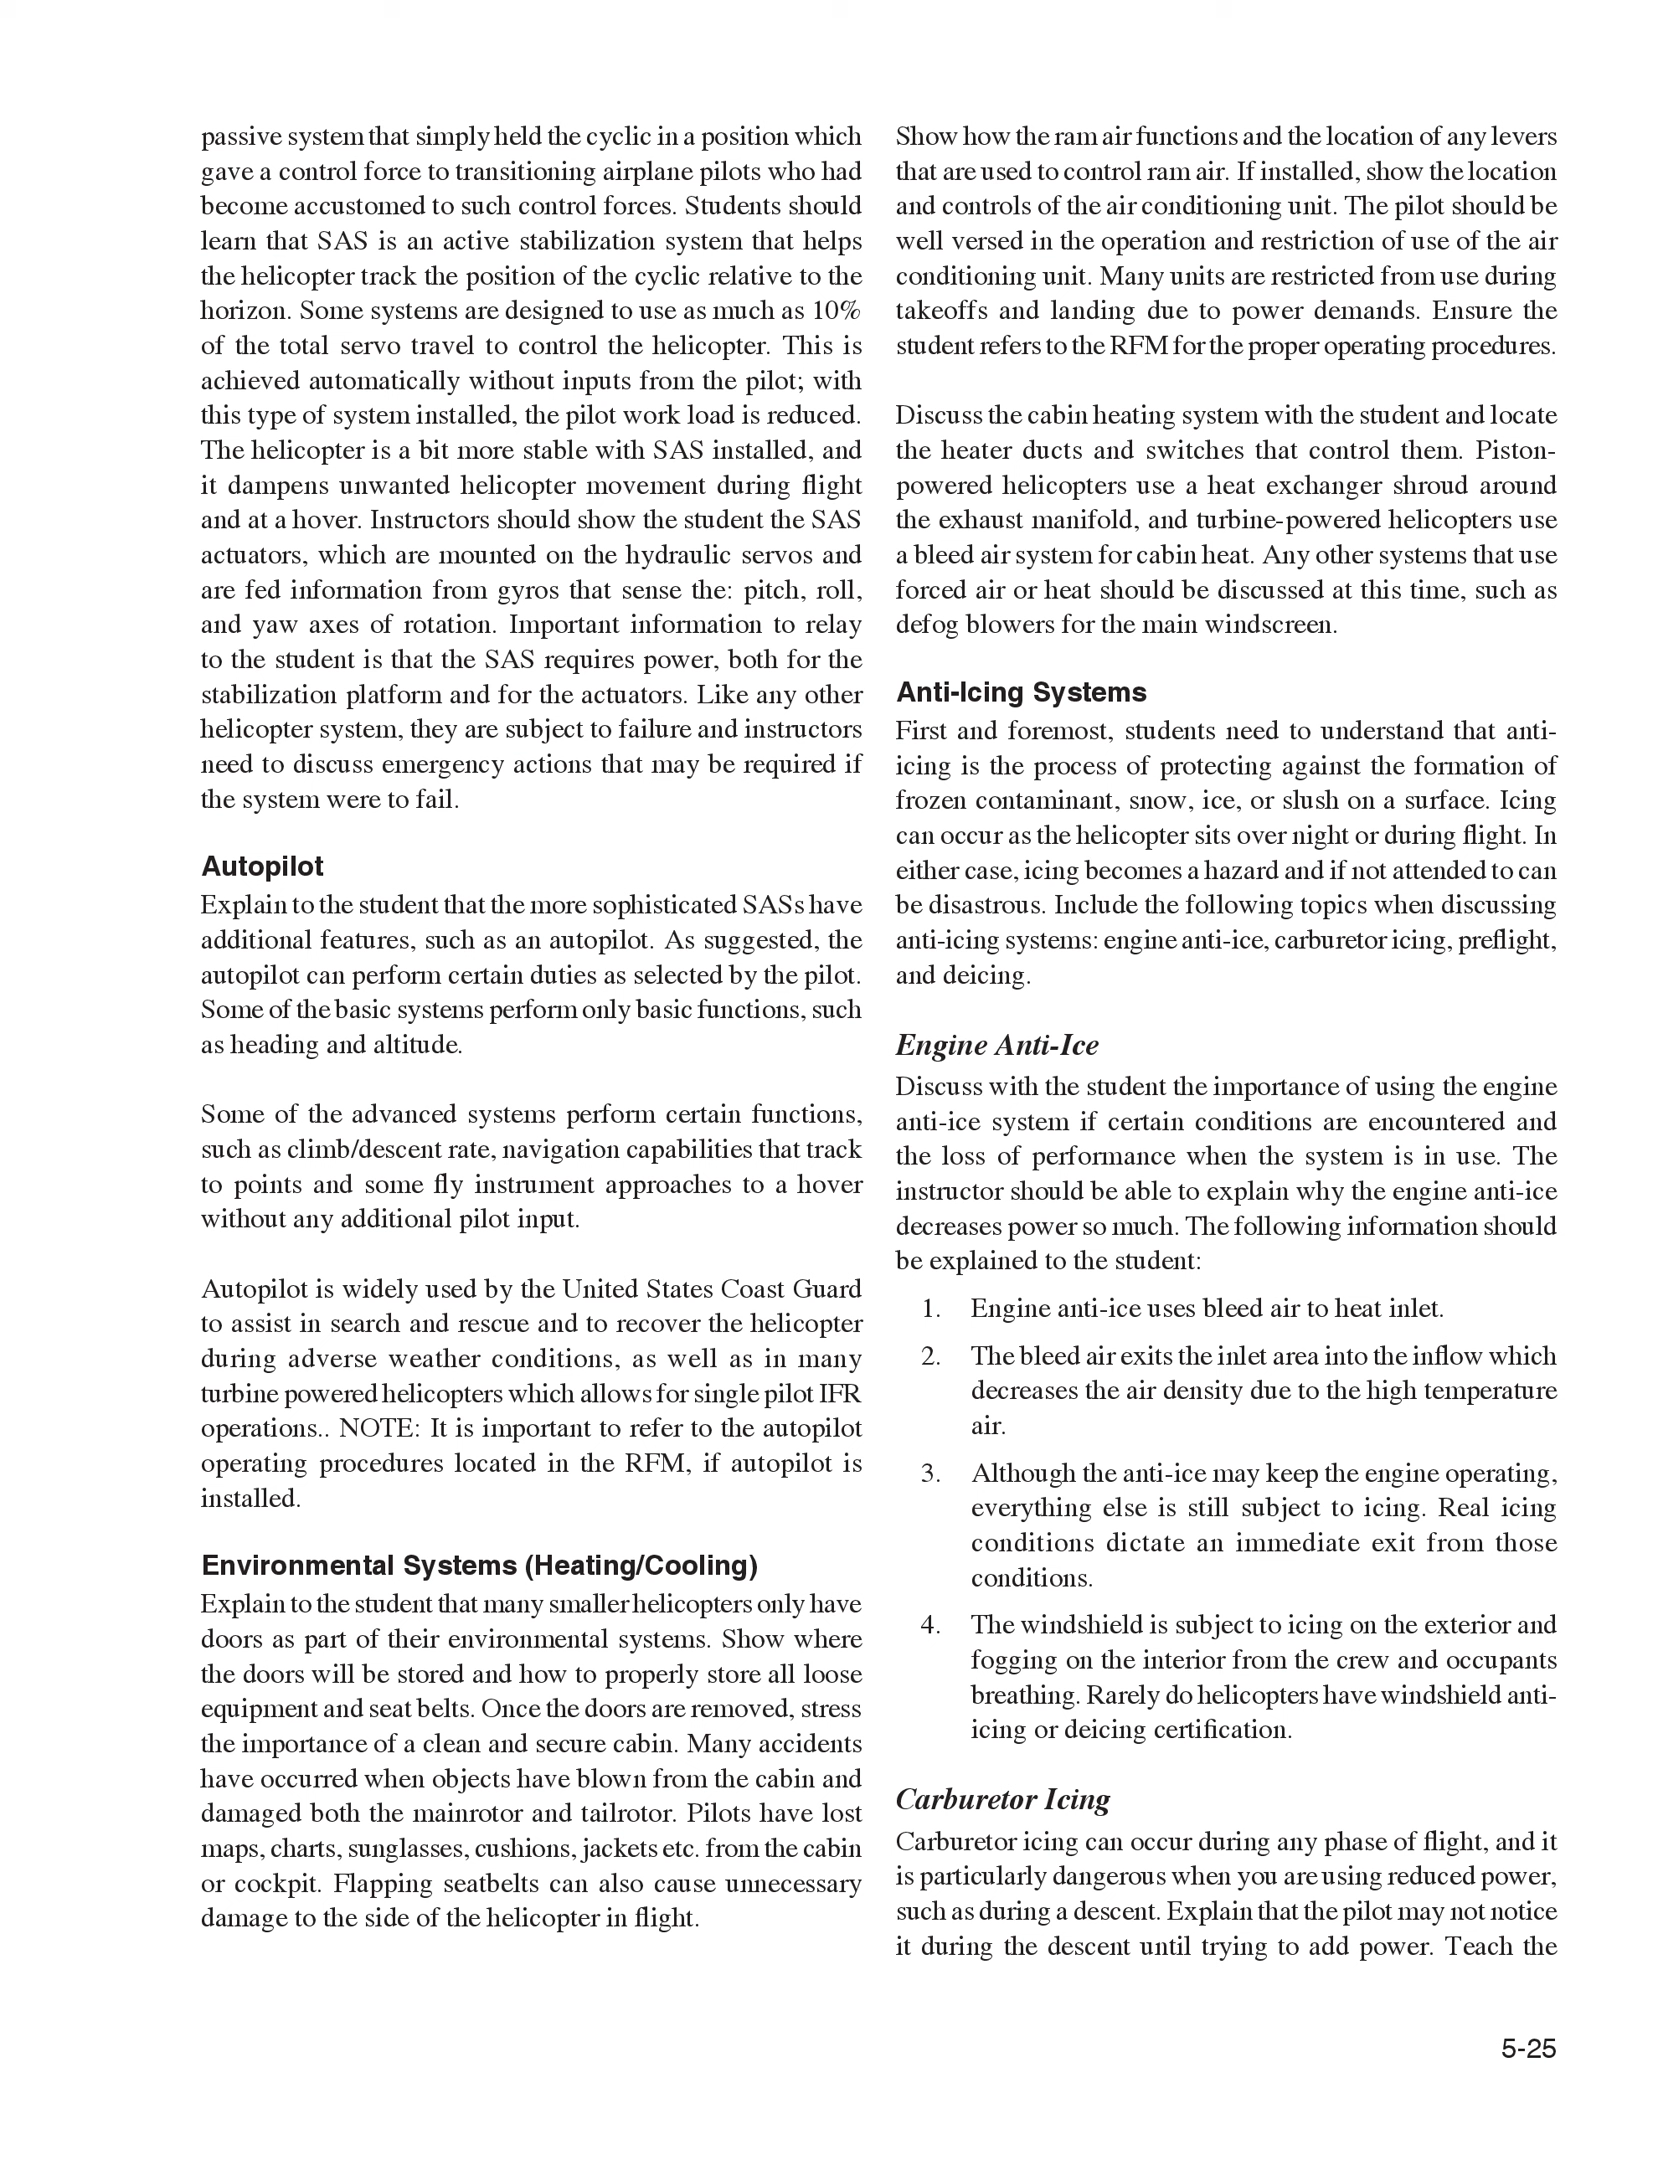 passive system that simply held the cyclic in a position which
gave a control force to transitioning airplane pilots who had
become accustomed to such control forces. Students should
learn that SAS is an active stabilization system that helps
the helicopter track the position of the cyclic relative to the
horizon. Some systems are designed to use as much as 10%
of the total servo travel to control the helicopter. This is
achieved automatically without inputs from the pilot; with
this type of system installed, the pilot work load is reduced.
The helicopter is a bit more stable with SAS installed, and
it dampens unwanted helicopter movement during flight
and at a hover. Instructors should show the student the SAS
actuators, which are mounted on the hydraulic servos and
are fed information from gyros that sense the: pitch, roll,
and yaw axes of rotation. Important information to relay
to the student is that the SAS requires power, both for the
stabilization platform and for the actuators. Like any other
helicopter system, they are subject to failure and instructors
need to discuss emergency actions that may be required if
the system were to fail.
Autopilot
Explain to the student that the more sophisticated SASs have
additional features, such as an autopilot. As suggested, the
autopilot can perform certain duties as selected by the pilot.
Some of the basic systems perform only basic functions, such
as heading and altitude.
Some of the advanced systems perform certain functions,
such as climb/descent rate, navigation capabilities that track
to points and some fly instrument approaches to a hover
without any additional pilot input.
Autopilot is widely used by the United States Coast Guard
to assist in search and rescue and to recover the helicopter
during adverse weather conditions, as well as in many
turbine powered helicopters which allows for single pilot IFR
operations.. NOTE: It is important to refer to the autopilot
operating procedures located in the RFM, if autopilot is
installed.
Environmental Systems (Heating/Cooling)
Explain to the student that many smaller helicopters only have
doors as part of their environmental systems. Show where
the doors will be stored and how to properly store all loose
equipment and seat belts. Once the doors are removed, stress
the importance of a clean and secure cabin. Many accidents
have occurred when objects have blown from the cabin and
damaged both the mainrotor and tailrotor. Pilots have lost
maps, charts, sunglasses, cushions, jackets etc. from the cabin
or cockpit. Flapping seatbelts can also cause unnecessary
damage to the side of the helicopter in flight.
Show how the ram air functions and the location of any levers
that are used to control ram air. If installed, show the location
and controls of the air conditioning unit. The pilot should be
well versed in the operation and restriction of use of the air
conditioning unit. Many units are restricted from use during
takeoffs and landing due to power demands. Ensure the
student refers to the RFM for the proper operating procedures.
Discuss the cabin heating system with the student and locate
the heater ducts and switches that control them. Piston-
powered helicopters use a heat exchanger shroud around
the exhaust manifold, and turbine-powered helicopters use
a bleed air system for cabin heat. Any other systems that use
forced air or heat should be discussed at this time, such as
defog blowers for the main windscreen.
Anti-Icing Systems
First and foremost, students need to understand that anti-
icing is the process of protecting against the formation of
frozen contaminant, snow, ice, or slush on a surface. Icing
can occur as the helicopter sits over night or during flight. In
either case, icing becomes a hazard and if not attended to can
be disastrous. Include the following topics when discussing
anti-icing systems: engine anti-ice, carburetor icing, preflight,
and deicing.
Engine Anti-Ice
Discuss with the student the importance of using the engine
anti-ice system if certain conditions are encountered and
the loss of performance when the system is in use. The
instructor should be able to explain why the engine anti-ice
decreases power so much. The following information should
be explained to the student:
1. Engine anti-ice uses bleed air to heat inlet.
2. The bleed air exits the inlet area into the inflow which
decreases the air density due to the high temperature
air.
3. Although the anti-ice may keep the engine operating,
everything else is still subject to icing. Real icing
conditions dictate an immediate exit from those
conditions.
4. The windshield is subject to icing on the exterior and
fogging on the interior from the crew and occupants
breathing. Rarely do helicopters have windshield anti-
icing or deicing certification.
Carburetor Icing
Carburetor icing can occur during any phase of flight, and it
is particularly dangerous when you are using reduced power,
such as during a descent. Explain that the pilot may not notice
it during the descent until trying to add power. Teach the
5-25